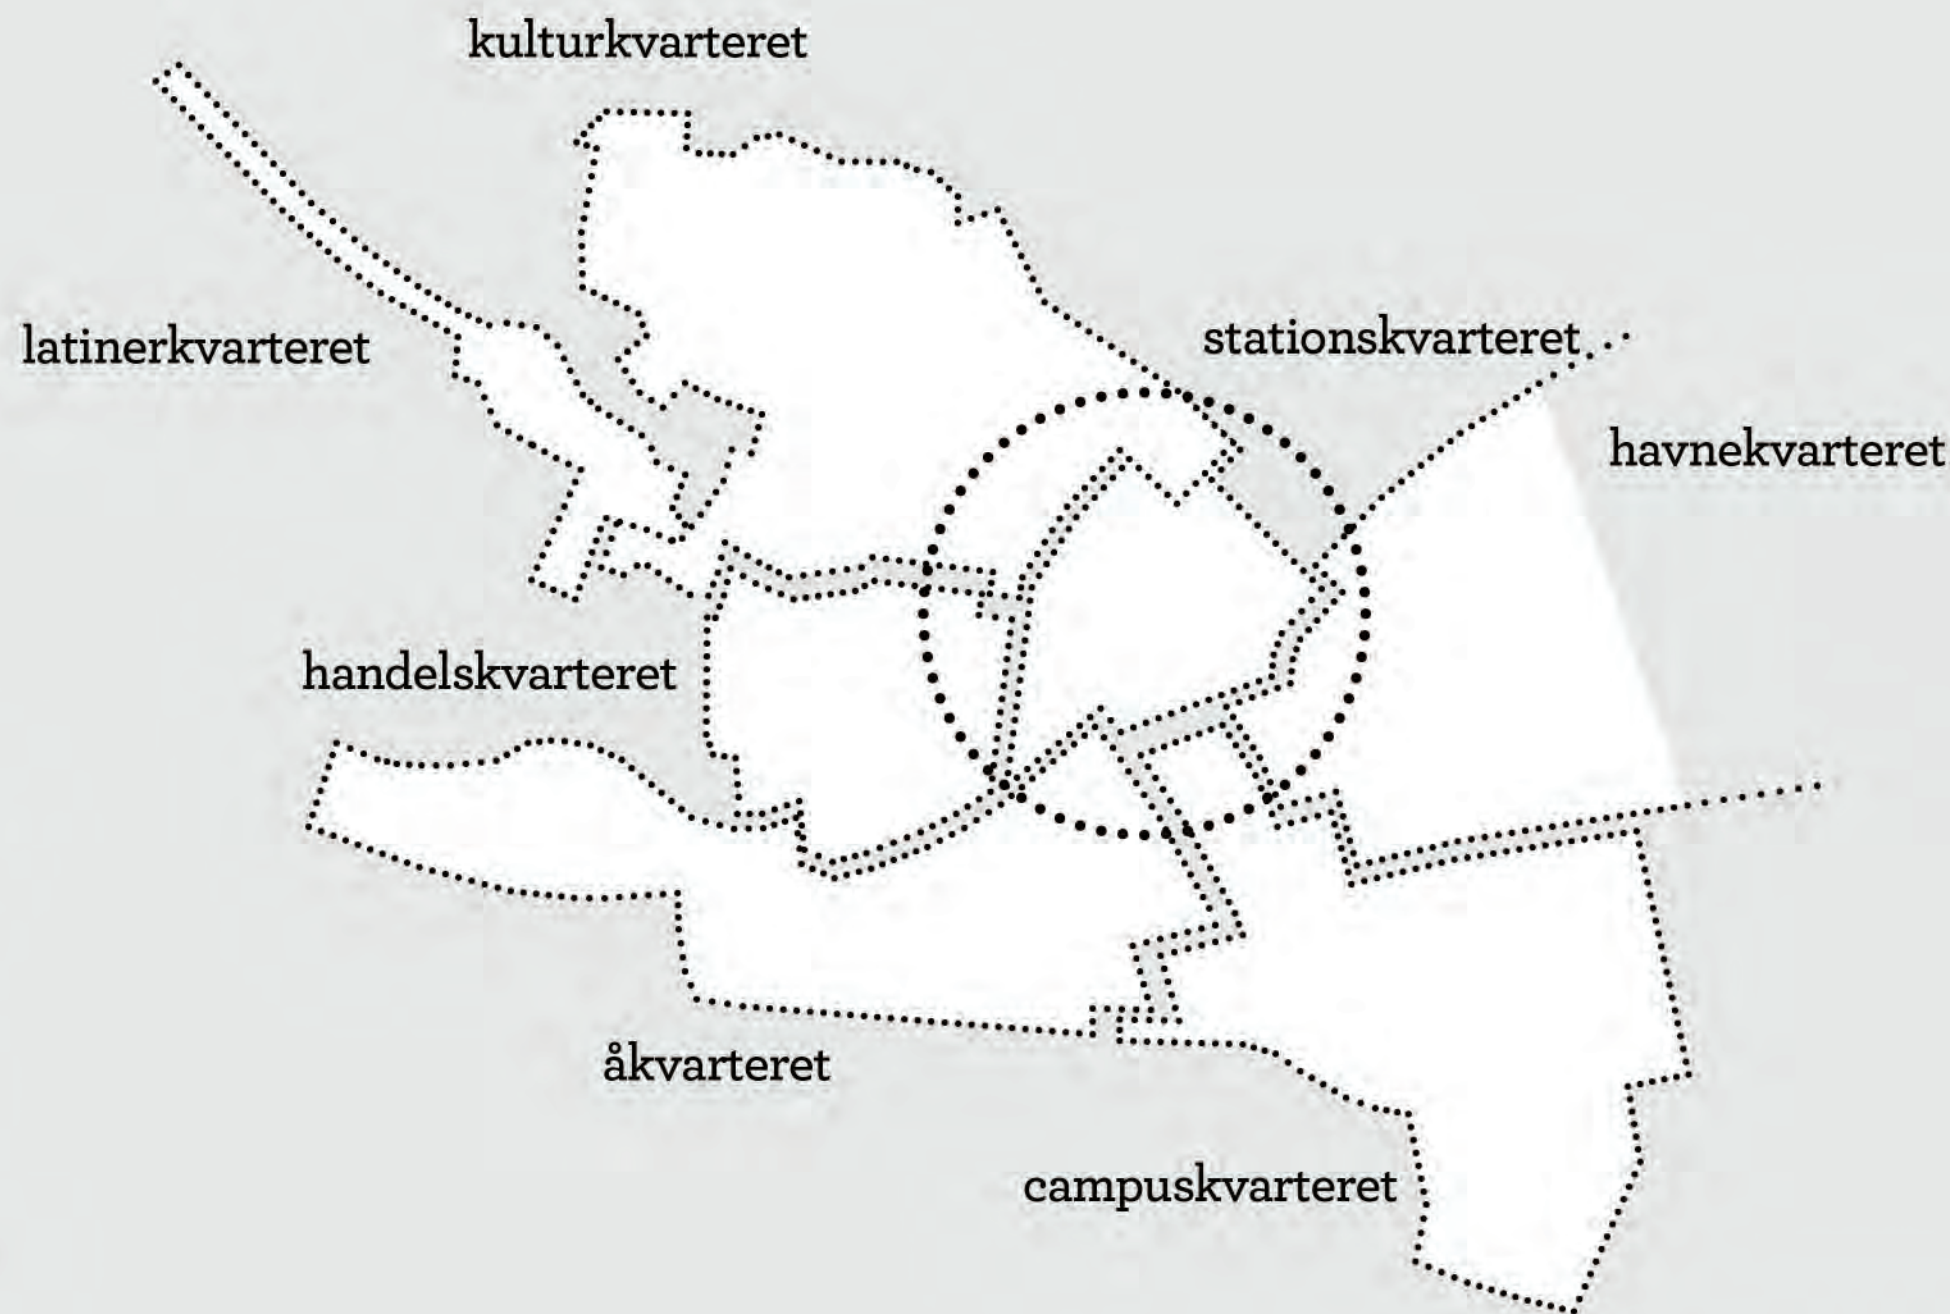 kulturkvarteret
stationskvarteret
latinerkvarteret
havnekvarteret
handelskvarteret
åkvarteret
campuskvarteret